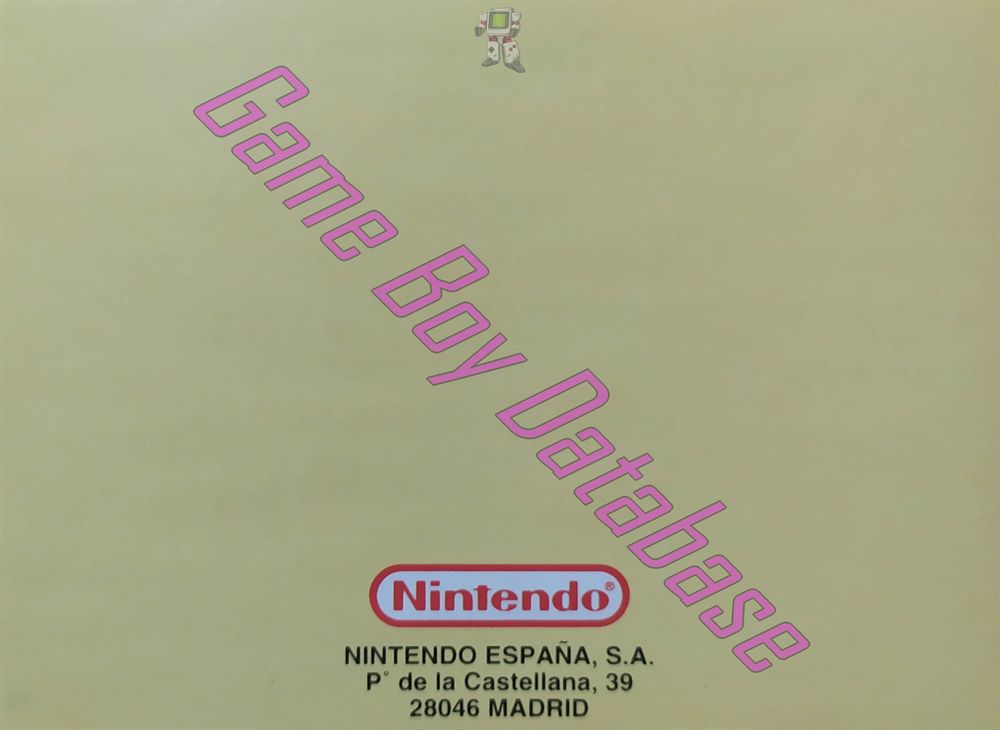 Game Boy Database
Nintendo®
NINTENDO ESPAÑA, S.A.
P° de la Castellana, 39
28046 MADRID